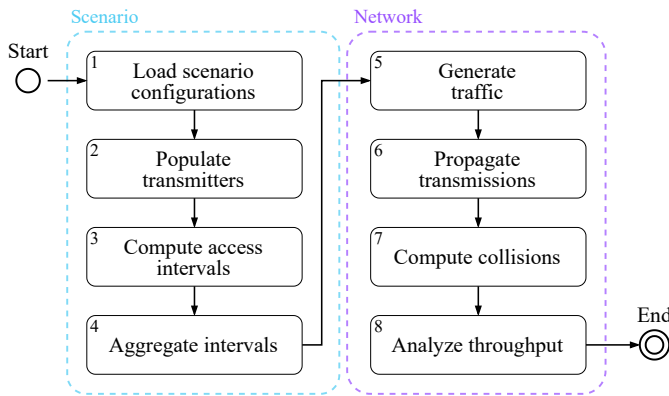 Scenario
Network
Start
1
Load scenario
configurations
2
Populate
transmitters
3
Compute access
intervals
4
Aggregate intervals
5
Generate
traffic
6
Propagate
transmissions
7
Compute collisions
8
Analyze throughput
End